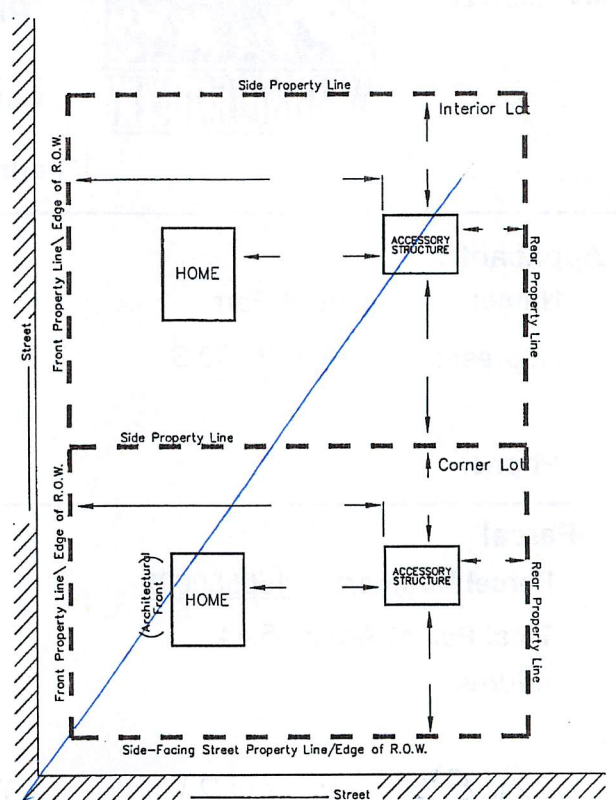 Side Property Line
Interior Lot
Front Property Line\ Edge of R.O.W.
HOME
ACCESSORY
STRUCTURE
Rear Property Line
Street
Side Property Line
Corner Lot
Front Property Line\ Edge of R.O.W.
(Architectural
Front)
HOME
ACCESSORY
STRUCTURE
Rear Property Line
Side-Facing Street Property Line/Edge of R.O.W.
Street